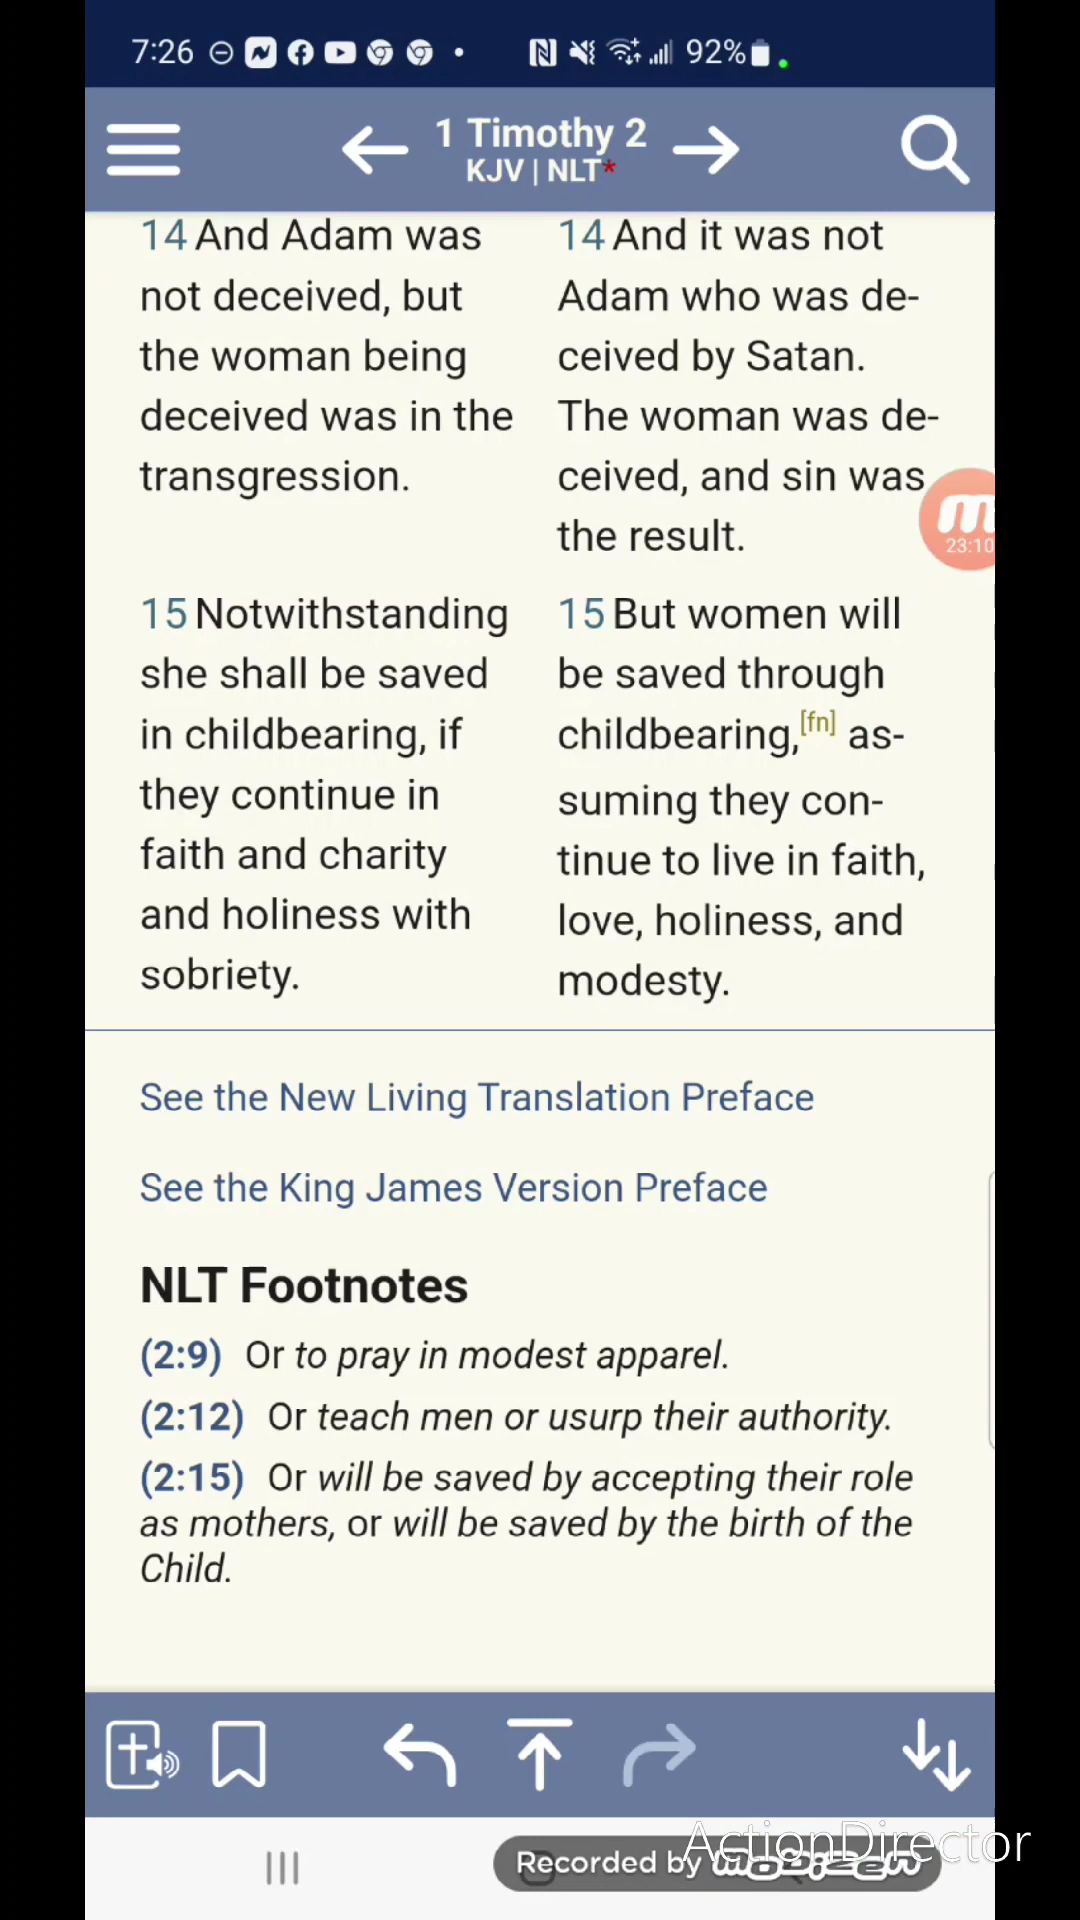 7:26 92%
1 Timothy 2
KJV | NLT*
14 And Adam was
not deceived, but
the woman being
deceived was in the
transgression.
15 Notwithstanding
she shall be saved
in childbearing, if
they continue in
faith and charity
and holiness with
sobriety.
14 And it was not
Adam who was de-
ceived by Satan.
The woman was de-
ceived, and sin was
the result.
15 But women will
be saved through
childbearing,[fn] as-
suming they con-
tinue to live in faith,
love, holiness, and
modesty.
23:10
See the New Living Translation Preface
See the King James Version Preface
NLT Footnotes
(2:9) Or to pray in modest apparel.
(2:12) Or teach men or usurp their authority.
(2:15) Or will be saved by accepting their role
as mothers, or will be saved by the birth of the
Child.
ActionDirector
Recorded by mobizen